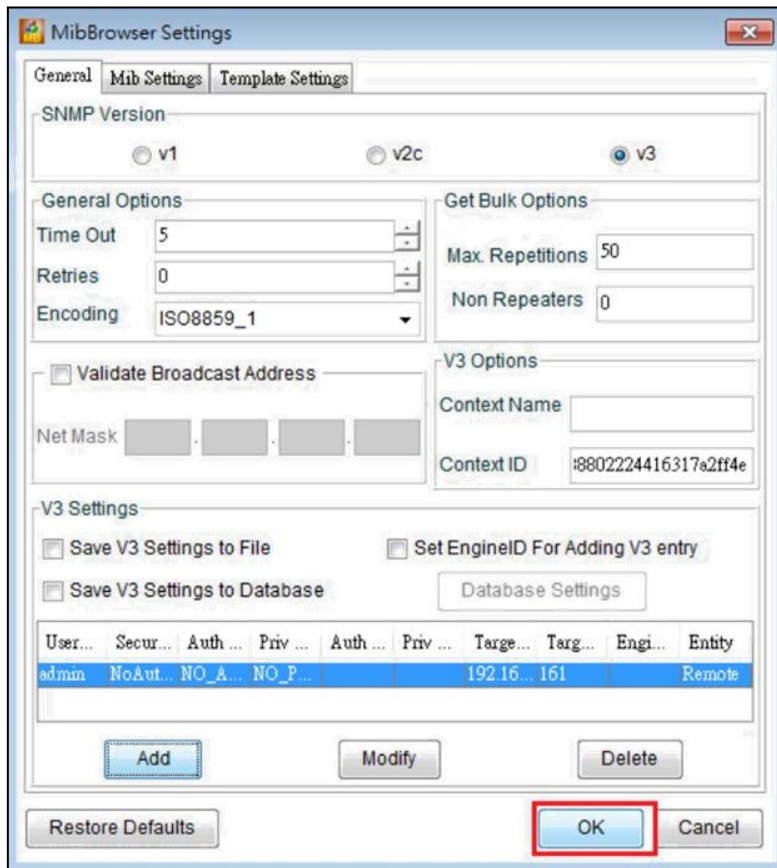 MibBrowser Settings
General Mib Settings Template Settings
SNMP Version
v1 v2c v3
General Options
Time Out 5
Retries 0
Encoding ISO8859_1
Get Bulk Options
Max. Repetitions 50
Non Repeaters 0
Validate Broadcast Address
Net Mask . . .
V3 Options
Context Name
Context ID :8802224416317a2ff4e
V3 Settings
Save V3 Settings to File Set EngineID For Adding V3 entry
Save V3 Settings to Database Database Settings
User... Secur... Auth ... Priv ... Auth ... Priv ... Targe... Targ... Engi... Entity
admin NoAut... NO_A... NO_P... 192.16... 161 Remote
Add Modify Delete
Restore Defaults OK Cancel